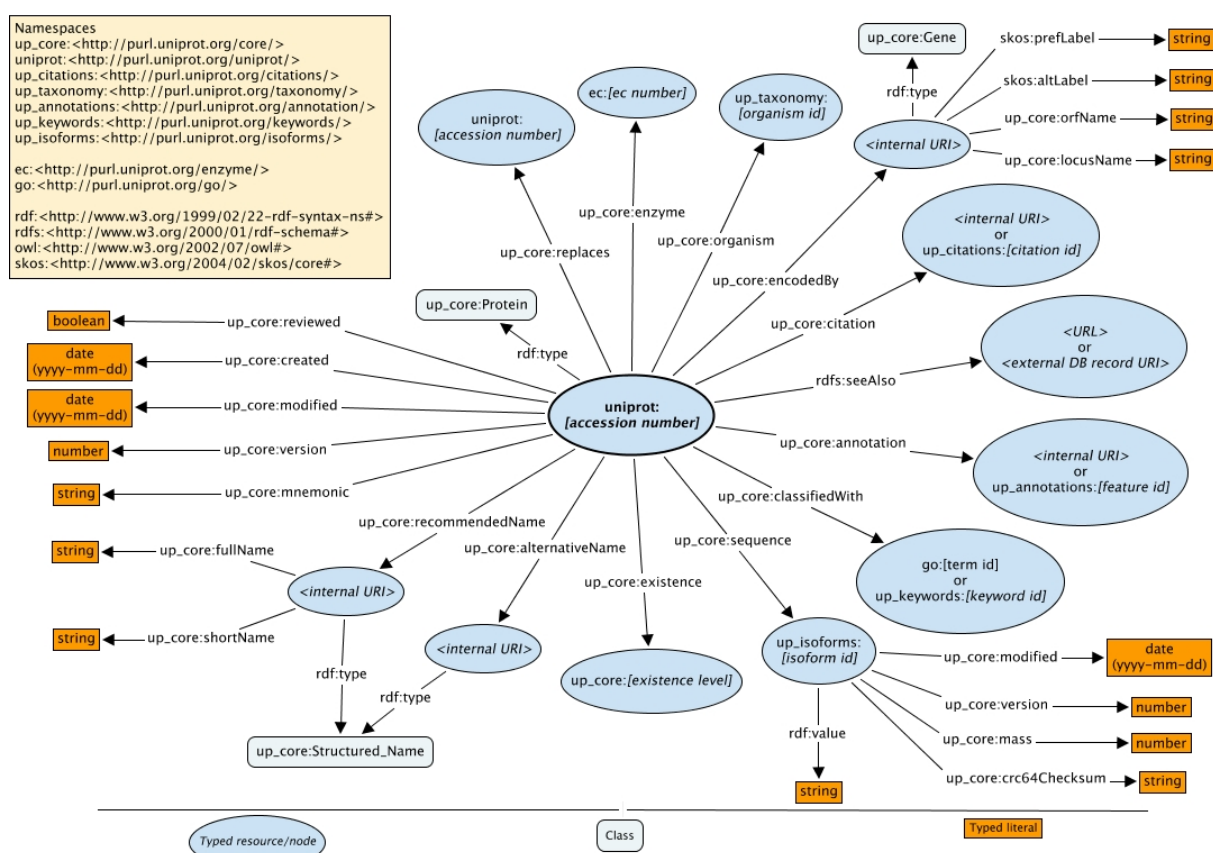 Namespaces
up_core:<http://purl.uniprot.org/core/>
uniprot:<http://purl.uniprot.org/uniprot/>
up_citations:<http://purl.uniprot.org/citations/>
up_taxonomy:<http://purl.uniprot.org/taxonomy/>
up_annotations:<http://purl.uniprot.org/annotation/>
up_keywords:<http://purl.uniprot.org/keywords/>
up_isoforms:<http://purl.uniprot.org/isoforms/>
ec:<http://purl.uniprot.org/enzyme/>
go:<http://purl.uniprot.org/go/>
rdf:<http://www.w3.org/1999/02/22-rdf-syntax-ns#>
rdfs:<http://www.w3.org/2000/01/rdf-schema#>
owl:<http://www.w3.org/2002/07/owl#>
skos:<http://www.w3.org/2004/02/skos/core#>
uniprot:
[accession number]
ec:[ec number]
up_taxonomy:
[organism id]
up_core:Gene
rdf:type
<internal URI>
skos:prefLabel
string
skos:altLabel
string
up_core:orfName
string
up_core:locusName
string
up_core:replaces
up_core:enzyme
up_core:organism
up_core:encodedBy
<internal URI>
or
up_citations:[citation id]
up_core:citation
up_core:Protein
rdf:type
boolean
up_core:reviewed
date
(yyyy-mm-dd)
up_core:created
date
(yyyy-mm-dd)
up_core:modified
number
up_core:version
string
up_core:mnemonic
uniprot:
[accession number]
rdfs:seeAlso
<URL>
or
<external DB record URI>
up_core:annotation
<internal URI>
or
up_annotations:[feature id]
up_core:classifiedWith
go:[term id]
or
up_keywords:[keyword id]
up_core:recommendedName
up_core:alternativeName
up_core:existence
up_core:sequence
string
up_core:fullName
<internal URI>
string
up_core:shortName
rdf:type
<internal URI>
rdf:type
up_core:Structured_Name
up_core:[existence level]
up_isoforms:
[isoform id]
up_core:modified
date
(yyyy-mm-dd)
up_core:version
number
up_core:mass
number
up_core:crc64Checksum
string
rdf:value
string
Typed resource/node
Class
Typed literal